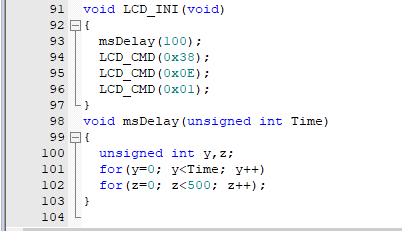 91 void LCD_INI(void)
92 {
93 msDelay(100);
94 LCD_CMD(0x38);
95 LCD_CMD(0x0E);
96 LCD_CMD(0x01);
97 }
98 void msDelay(unsigned int Time)
99 {
100 unsigned int y,z;
101 for(y=0; y<Time; y++)
102 for(z=0; z<500; z++);
103 }
104